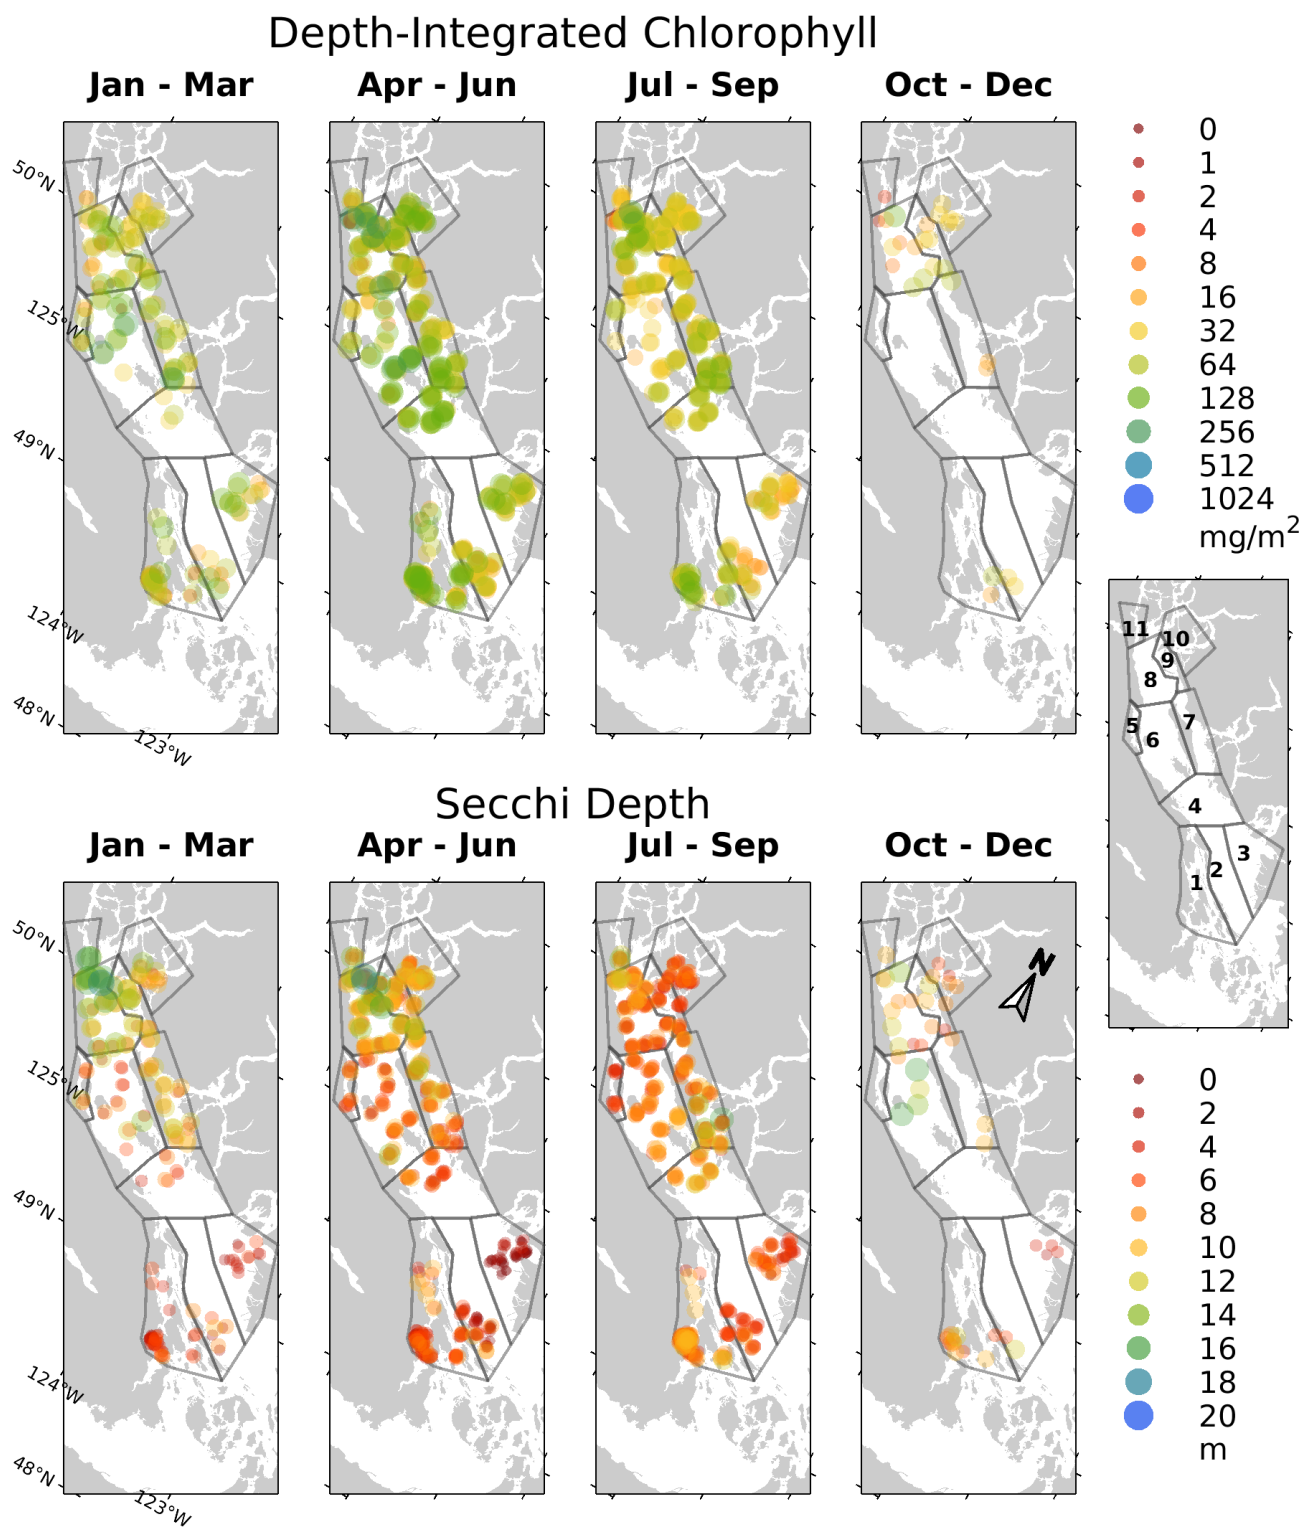 Depth-Integrated Chlorophyll
Jan - Mar
Apr - Jun
Jul - Sep
Oct - Dec
50°N
125°W
49°N
124°W
48°N
123°W
0
1
2
4
8
16
32
64
128
256
512
1024
mg/m²
11
10
9
8
5
6
7
4
3
2
1
Secchi Depth
Jan - Mar
Apr - Jun
Jul - Sep
Oct - Dec
50°N
125°W
49°N
124°W
48°N
123°W
N
0
2
4
6
8
10
12
14
16
18
20
m